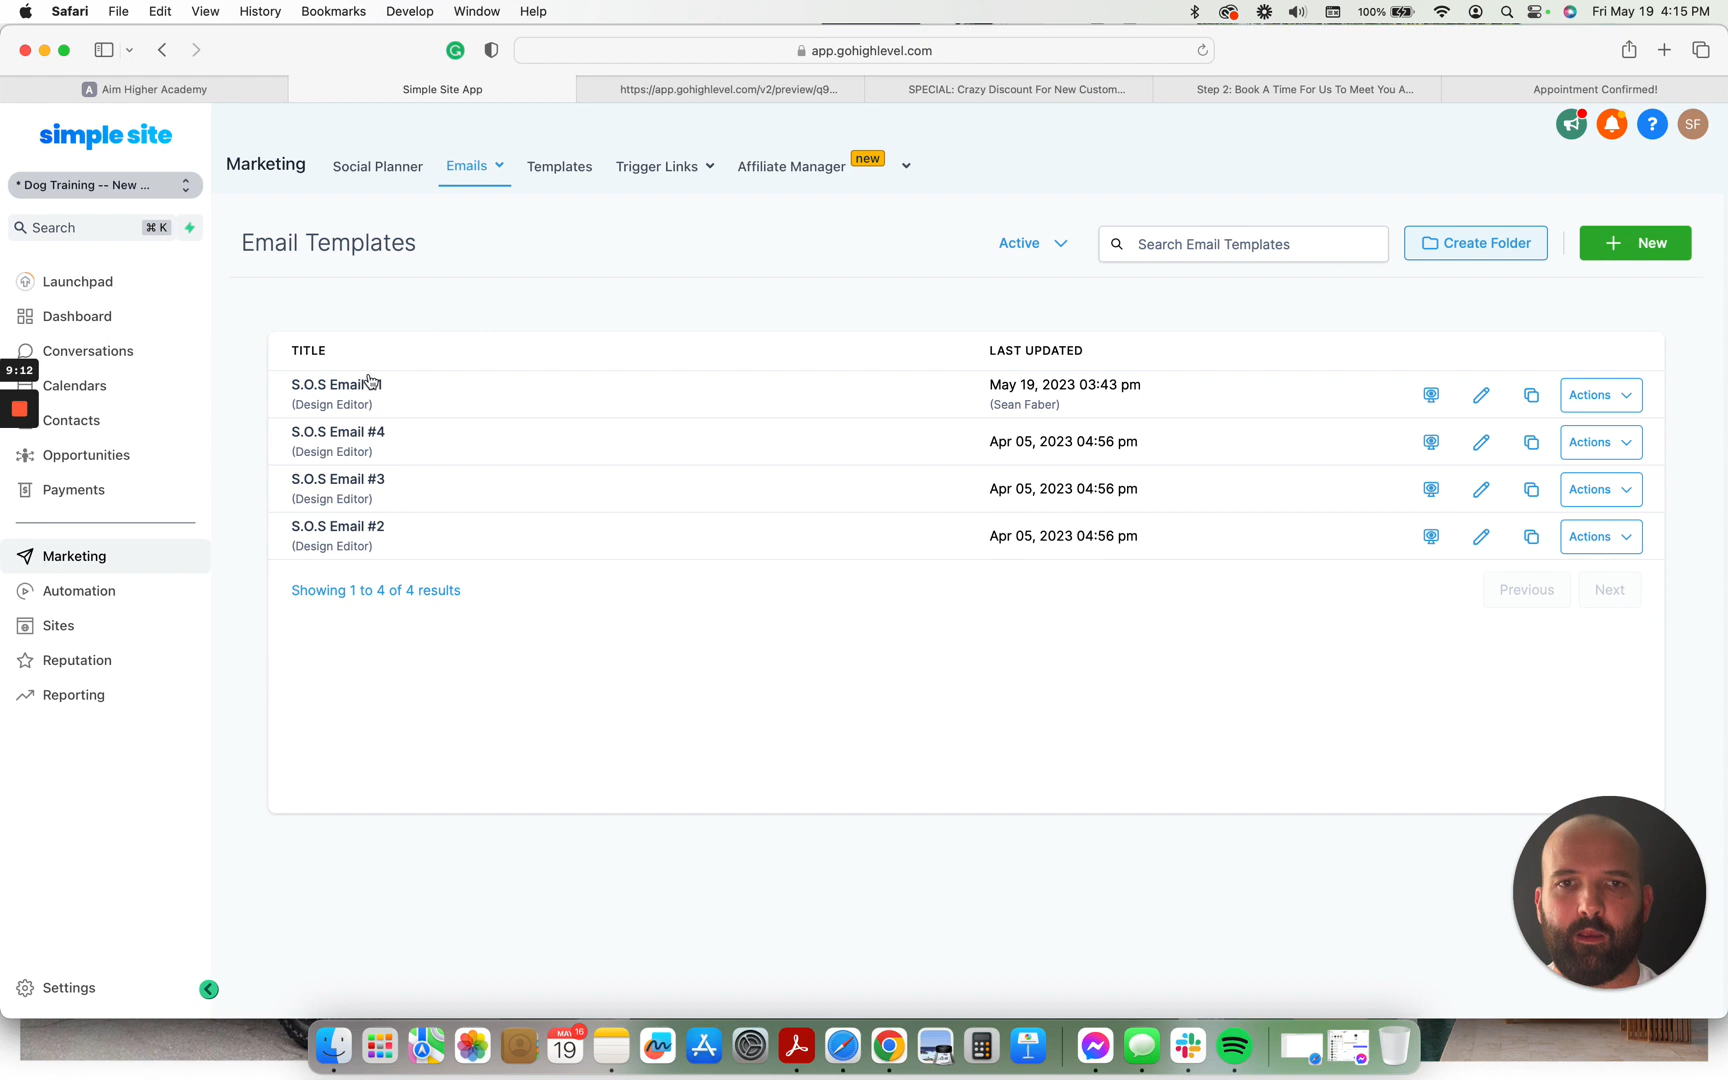 Safari File Edit View History Bookmarks Develop Window Help 100% Fri May 19 4:15 PM
app.gohighlevel.com
A Aim Higher Academy
Simple Site App
https://app.gohighlevel.com/v2/preview/q9...
SPECIAL: Crazy Discount For New Custom...
Step 2: Book A Time For Us To Meet You A...
Appointment Confirmed!
simple site
* Dog Training -- New ...
Search ⌘ K
Launchpad
Dashboard
Conversations
9:12
Calendars
Contacts
Opportunities
Payments
Marketing
Automation
Sites
Reputation
Reporting
Settings
? SF
Marketing Social Planner Emails Templates Trigger Links Affiliate Manager new
Email Templates
Active
Search Email Templates
Create Folder
+ New
TITLE LAST UPDATED
S.O.S Email May 19, 2023 03:43 pm
(Design Editor) (Sean Faber)
Actions
S.O.S Email #4
(Design Editor)
Apr 05, 2023 04:56 pm
Actions
S.O.S Email #3
(Design Editor)
Apr 05, 2023 04:56 pm
Actions
S.O.S Email #2
(Design Editor)
Apr 05, 2023 04:56 pm
Actions
Showing 1 to 4 of 4 results
Previous Next
MAY 16
19